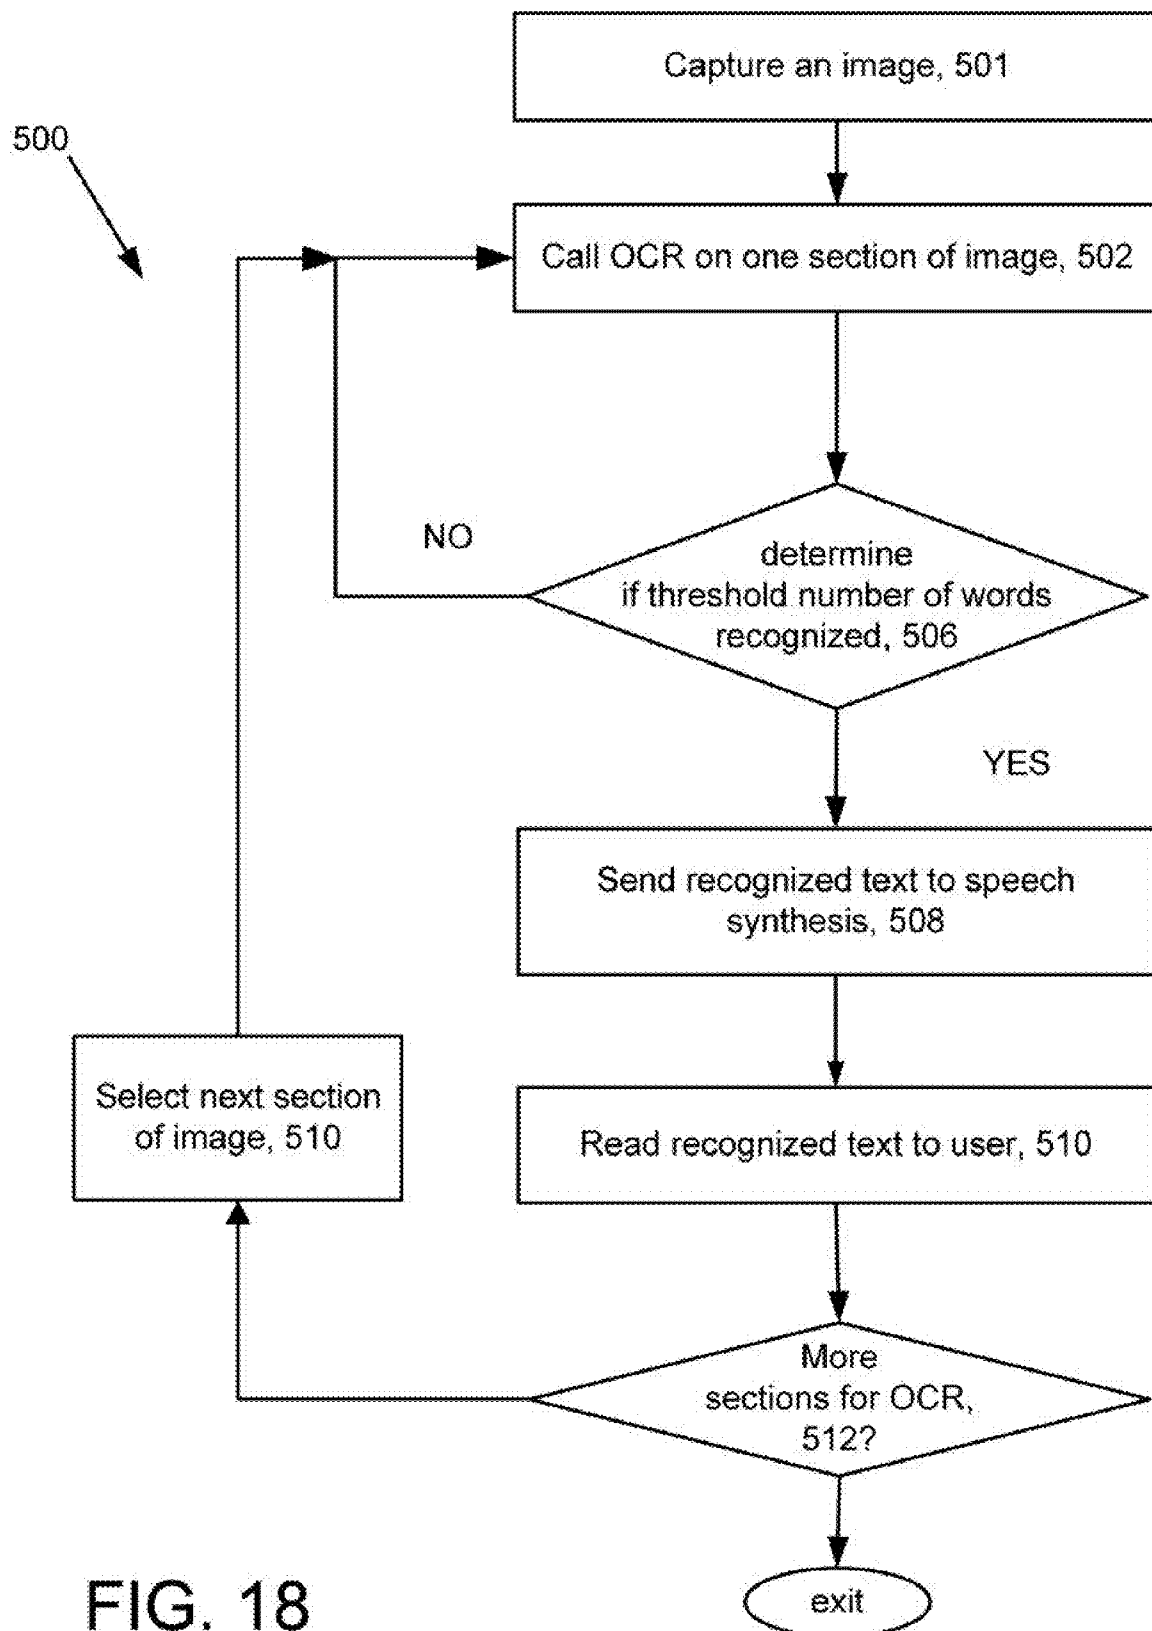 Capture an image, 501
500
Call OCR on one section of image, 502
NO
determine
if threshold number of words
recognized, 506
YES
Send recognized text to speech
synthesis, 508
Select next section
of image, 510
Read recognized text to user, 510
More
sections for OCR,
512?
exit
FIG. 18